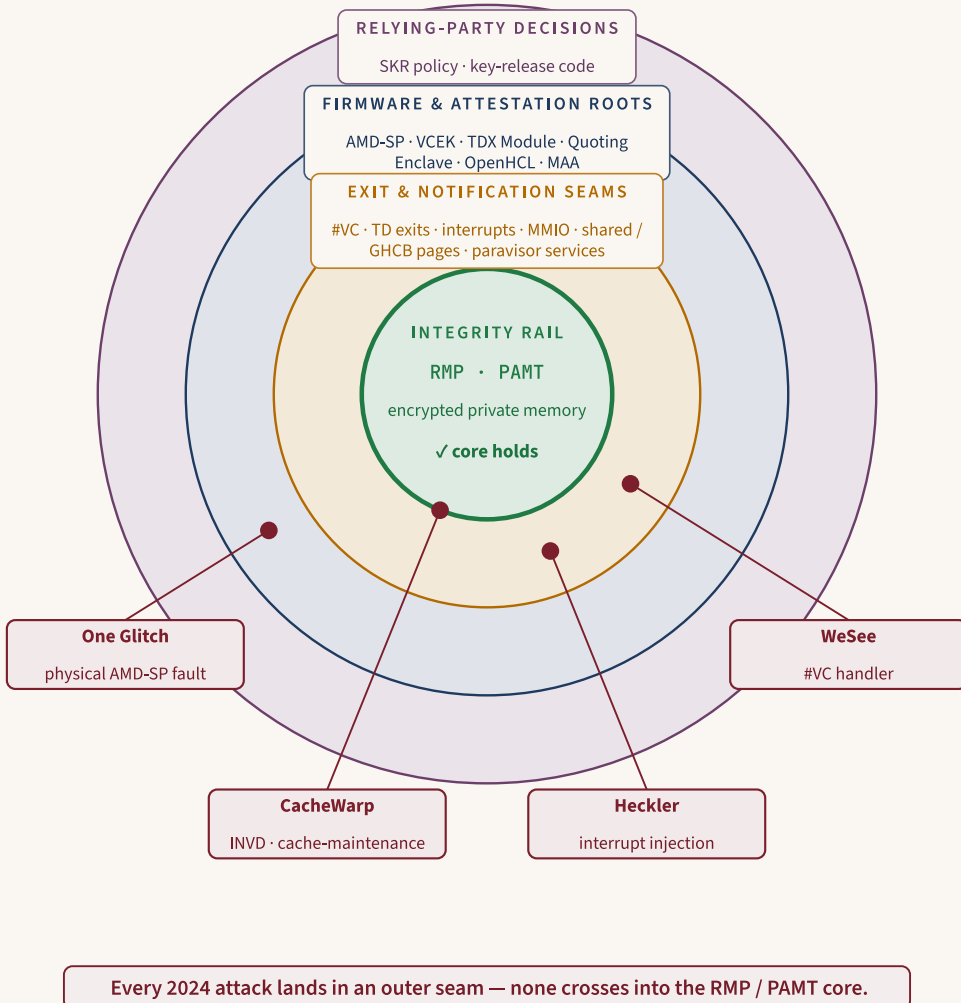 RELYING-PARTY DECISIONS
SKR policy · key-release code
FIRMWARE & ATTESTATION ROOTS
AMD-SP · VCEK · TDX Module · Quoting
Enclave · OpenHCL · MAA
EXIT & NOTIFICATION SEAMS
#VC · TD exits · interrupts · MMIO · shared /
GHCB pages · paravisor services
INTEGRITY RAIL
RMP · PAMT
encrypted private memory
✓ core holds
One Glitch
physical AMD-SP fault
WeSee
#VC handler
CacheWarp
INVD · cache-maintenance
Heckler
interrupt injection
Every 2024 attack lands in an outer seam — none crosses into the RMP / PAMT core.